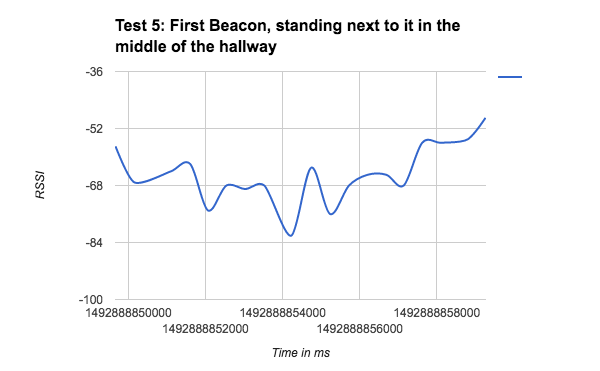 Test 5: First Beacon, standing next to it in the
middle of the hallway
-36
-52
-68
-84
-100
RSSI
1492888850000 1492888854000 1492888858000
1492888852000 1492888856000
Time in ms